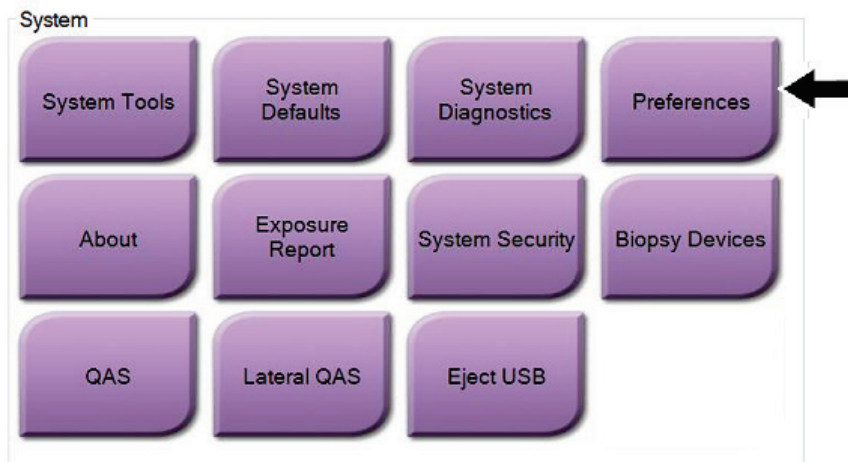 System
System Tools
System
Defaults
System
Diagnostics
Preferences
About
Exposure
Report
System Security
Biopsy Devices
QAS
Lateral QAS
Eject USB